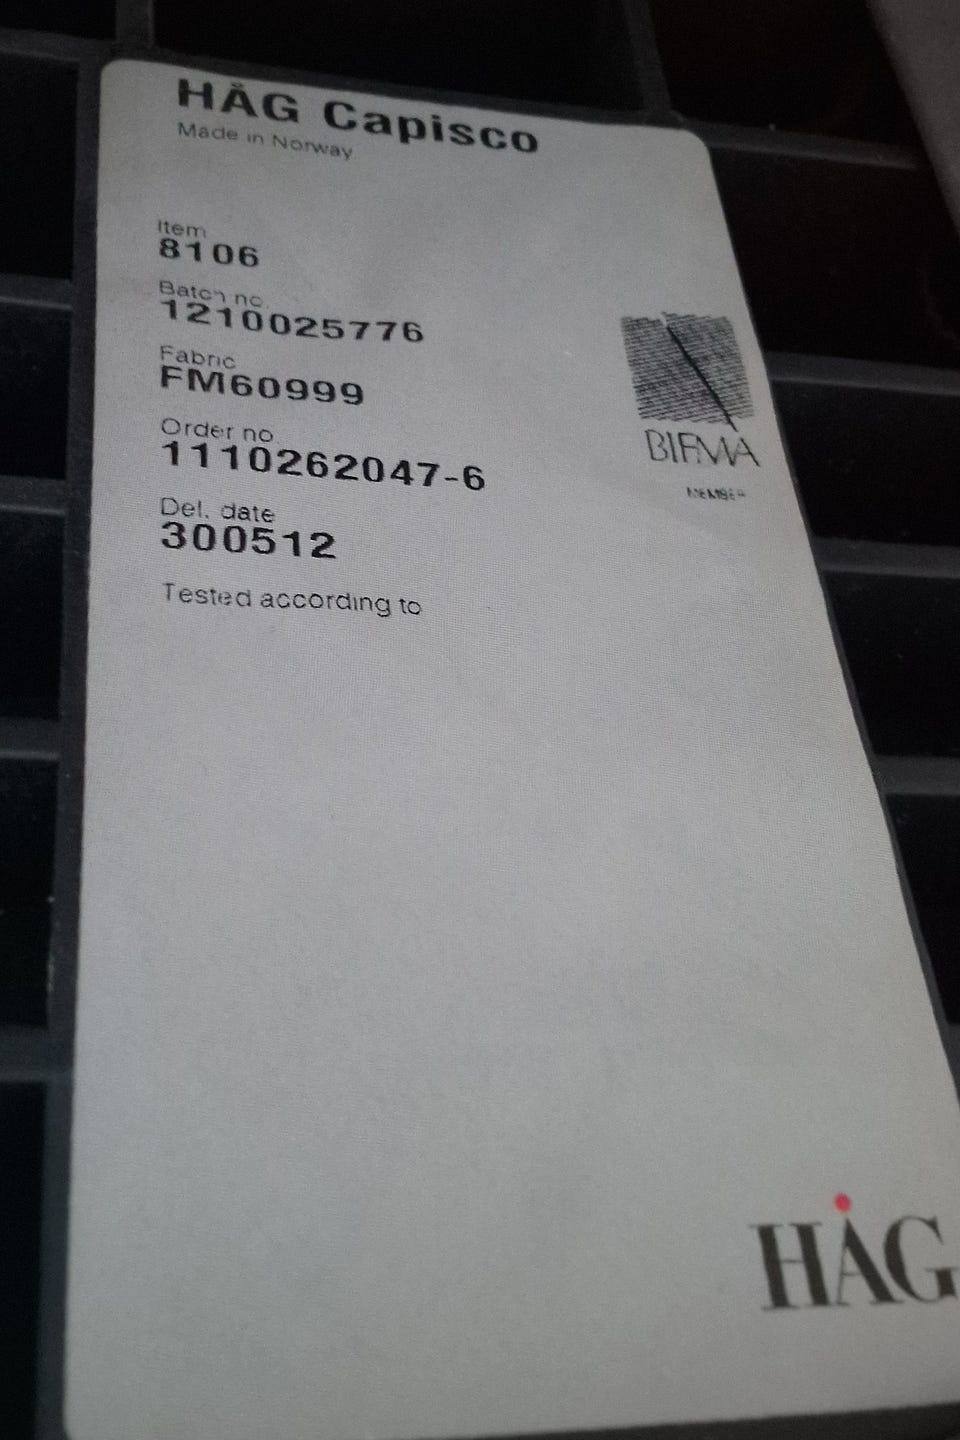 HÅG Capisco
Made in Norway
Item
8106
Batch no.
1210025776
Fabric
FM60999
Order no.
1110262047-6
Del. date
300512
Tested according to
BIFMA
MEMBER
HÅG